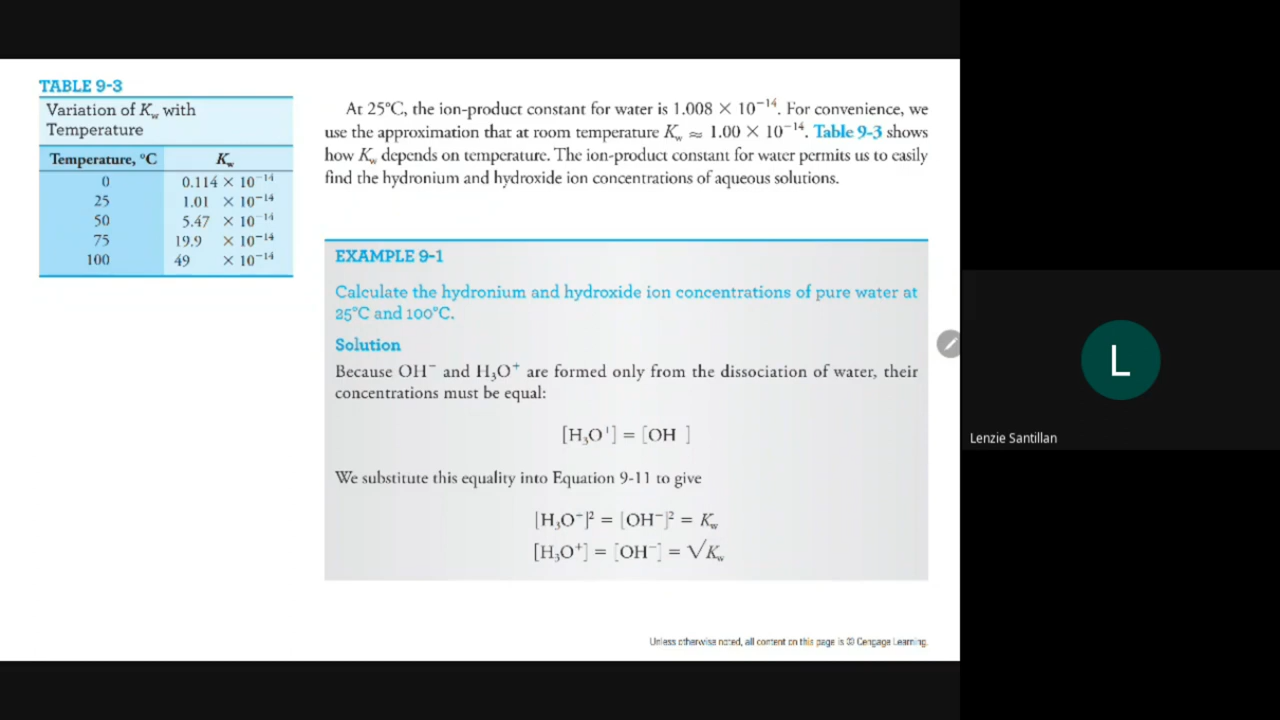 TABLE 9-3
Variation of Kw with
Temperature
Temperature, °C Kw
0 0.114 × 10⁻¹⁴
25 1.01 × 10⁻¹⁴
50 5.47 × 10⁻¹⁴
75 19.9 × 10⁻¹⁴
100 49 × 10⁻¹⁴
At 25°C, the ion-product constant for water is 1.008 × 10⁻¹⁴. For convenience, we
use the approximation that at room temperature Kw ≈ 1.00 × 10⁻¹⁴. Table 9-3 shows
how Kw depends on temperature. The ion-product constant for water permits us to easily
find the hydronium and hydroxide ion concentrations of aqueous solutions.
EXAMPLE 9-1
Calculate the hydronium and hydroxide ion concentrations of pure water at
25°C and 100°C.
Solution
Because OH⁻ and H₃O⁺ are formed only from the dissociation of water, their
concentrations must be equal:
[H₃O⁺] = [OH ]
We substitute this equality into Equation 9-11 to give
[H₃O⁺]² = [OH⁻]² = Kw
[H₃O⁺] = [OH⁻] = √Kw
Unless otherwise noted, all content on this page is © Cengage Learning.
L
Lenzie Santillan